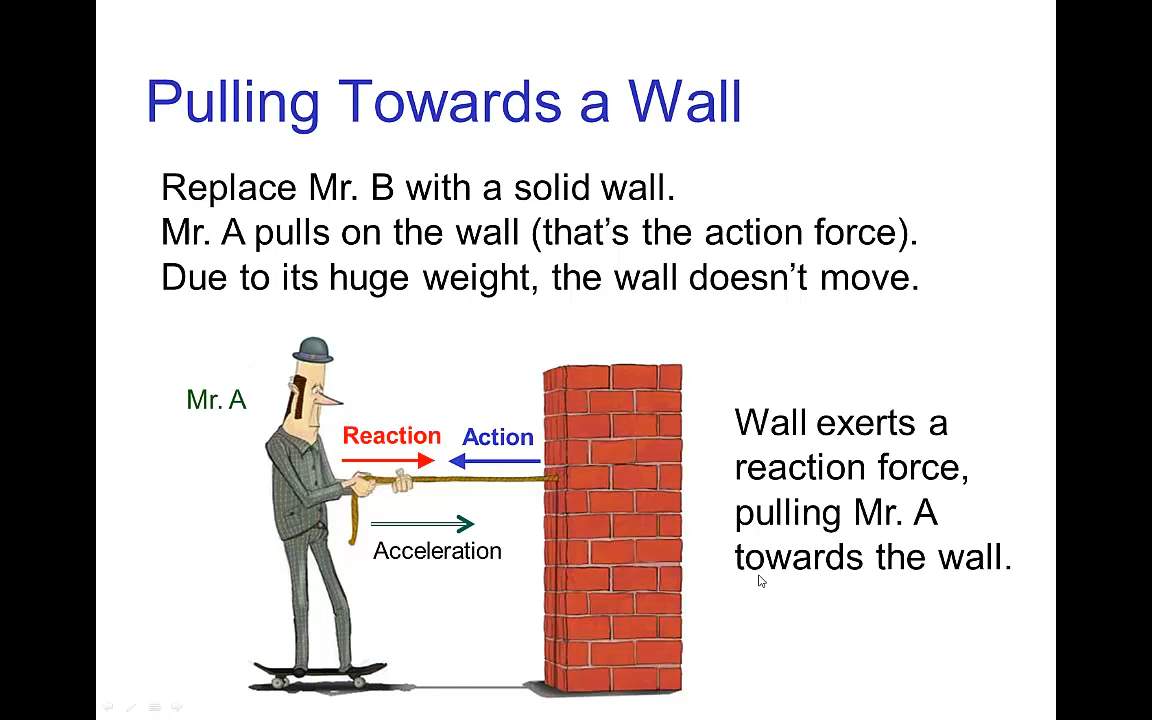 Pulling Towards a Wall
Replace Mr. B with a solid wall.
Mr. A pulls on the wall (that’s the action force).
Due to its huge weight, the wall doesn’t move.
Mr. A
Reaction
Action
Acceleration
Wall exerts a
reaction force,
pulling Mr. A
towards the wall.